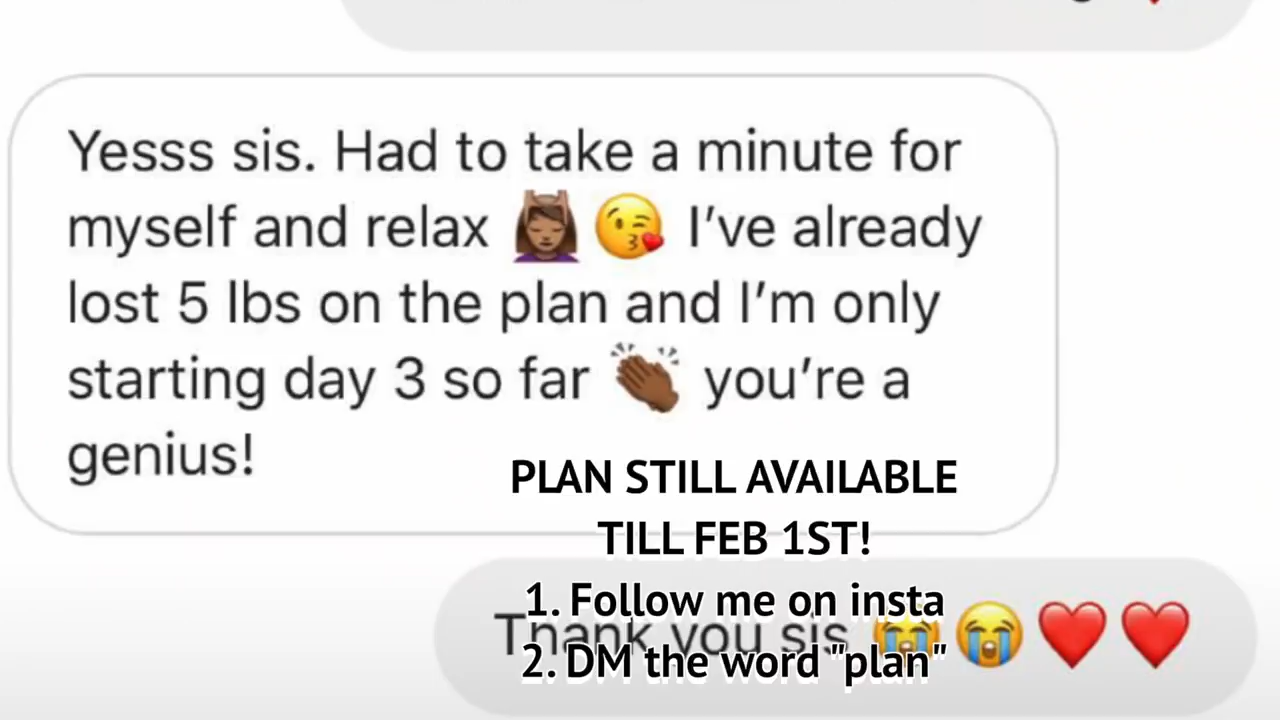 Yesss sis. Had to take a minute for
myself and relax 💆🏽‍♀️ 😘 I’ve already
lost 5 lbs on the plan and I’m only
starting day 3 so far 👏🏾 you’re a
genius!
PLAN STILL AVAILABLE
TILL FEB 1ST!
1. Follow me on insta
Thank you sis 😭 😭 ❤️ ❤️
2. DM the word "plan"